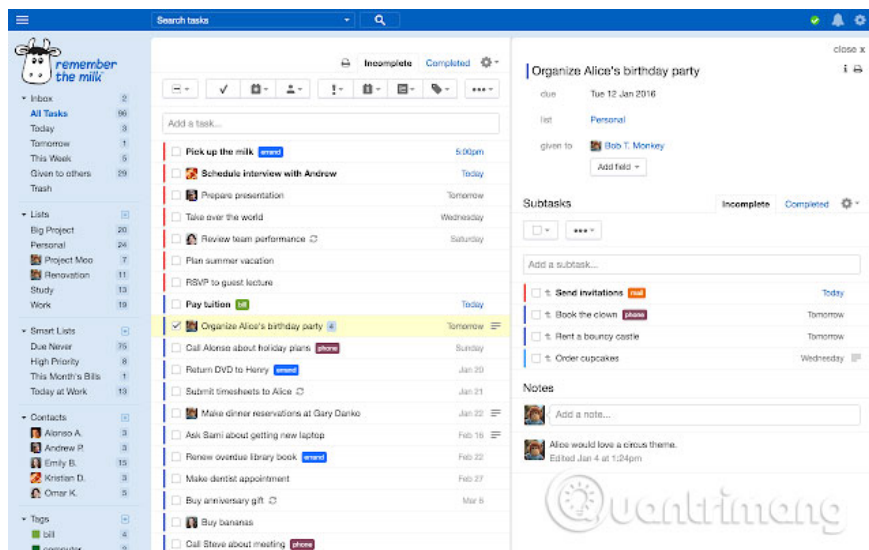 Search tasks
remember
the milk
Inbox 2
All Tasks 96
Today 3
Tomorrow 1
This Week 5
Given to others 29
Trash
Lists
Big Project 20
Personal 24
Project Moo 7
Renovation 11
Study 13
Work 19
Smart Lists
Due Never 75
High Priority 8
This Month's Bills 1
Today at Work 13
Contacts
Alonso A. 3
Andrew P. 3
Emily B. 15
Kristian D. 3
Omar K. 5
Tags
bill 4
computer 2
Incomplete Completed
Add a task...
Pick up the milk errand 5:00pm
Schedule interview with Andrew Today
Prepare presentation Tomorrow
Take over the world Wednesday
Review team performance Saturday
Plan summer vacation
RSVP to guest lecture
Pay tuition bill Today
Organize Alice's birthday party 4 Tomorrow
Call Alonso about holiday plans phone Sunday
Return DVD to Henry errand Jan 20
Submit timesheets to Alice Jan 21
Make dinner reservations at Gary Danko Jan 22
Ask Sami about getting new laptop Feb 16
Renew overdue library book errand Feb 22
Make dentist appointment Feb 27
Buy anniversary gift Mar 6
Buy bananas
Call Steve about meeting phone
close x
Organize Alice's birthday party
due Tue 12 Jan 2016
list Personal
given to Bob T. Monkey
Add field
Subtasks Incomplete Completed
Add a subtask...
Send invitations mail Today
Book the clown phone Tomorrow
Rent a bouncy castle Tomorrow
Order cupcakes Wednesday
Notes
Add a note...
Alice would love a circus theme.
Edited Jan 4 at 1:24pm
Quantrimang